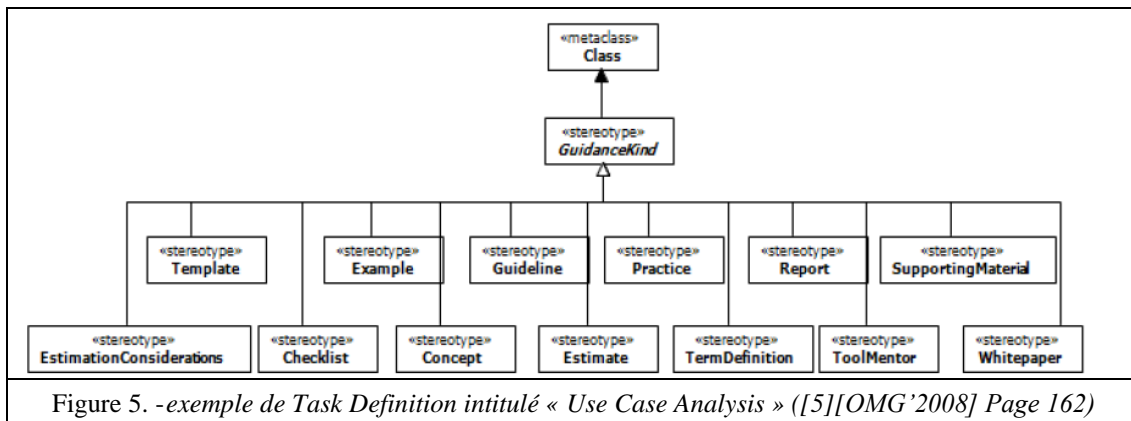 «metaclass»
Class
«stereotype»
GuidanceKind
«stereotype» «stereotype» «stereotype» «stereotype» «stereotype» «stereotype»
Template Example Guideline Practice Report SupportingMaterial
«stereotype» «stereotype» «stereotype» «stereotype» «stereotype» «stereotype» «stereotype»
EstimationConsiderations Checklist Concept Estimate TermDefinition ToolMentor Whitepaper
Figure 5. -exemple de Task Definition intitulé « Use Case Analysis » ([5][OMG’2008] Page 162)